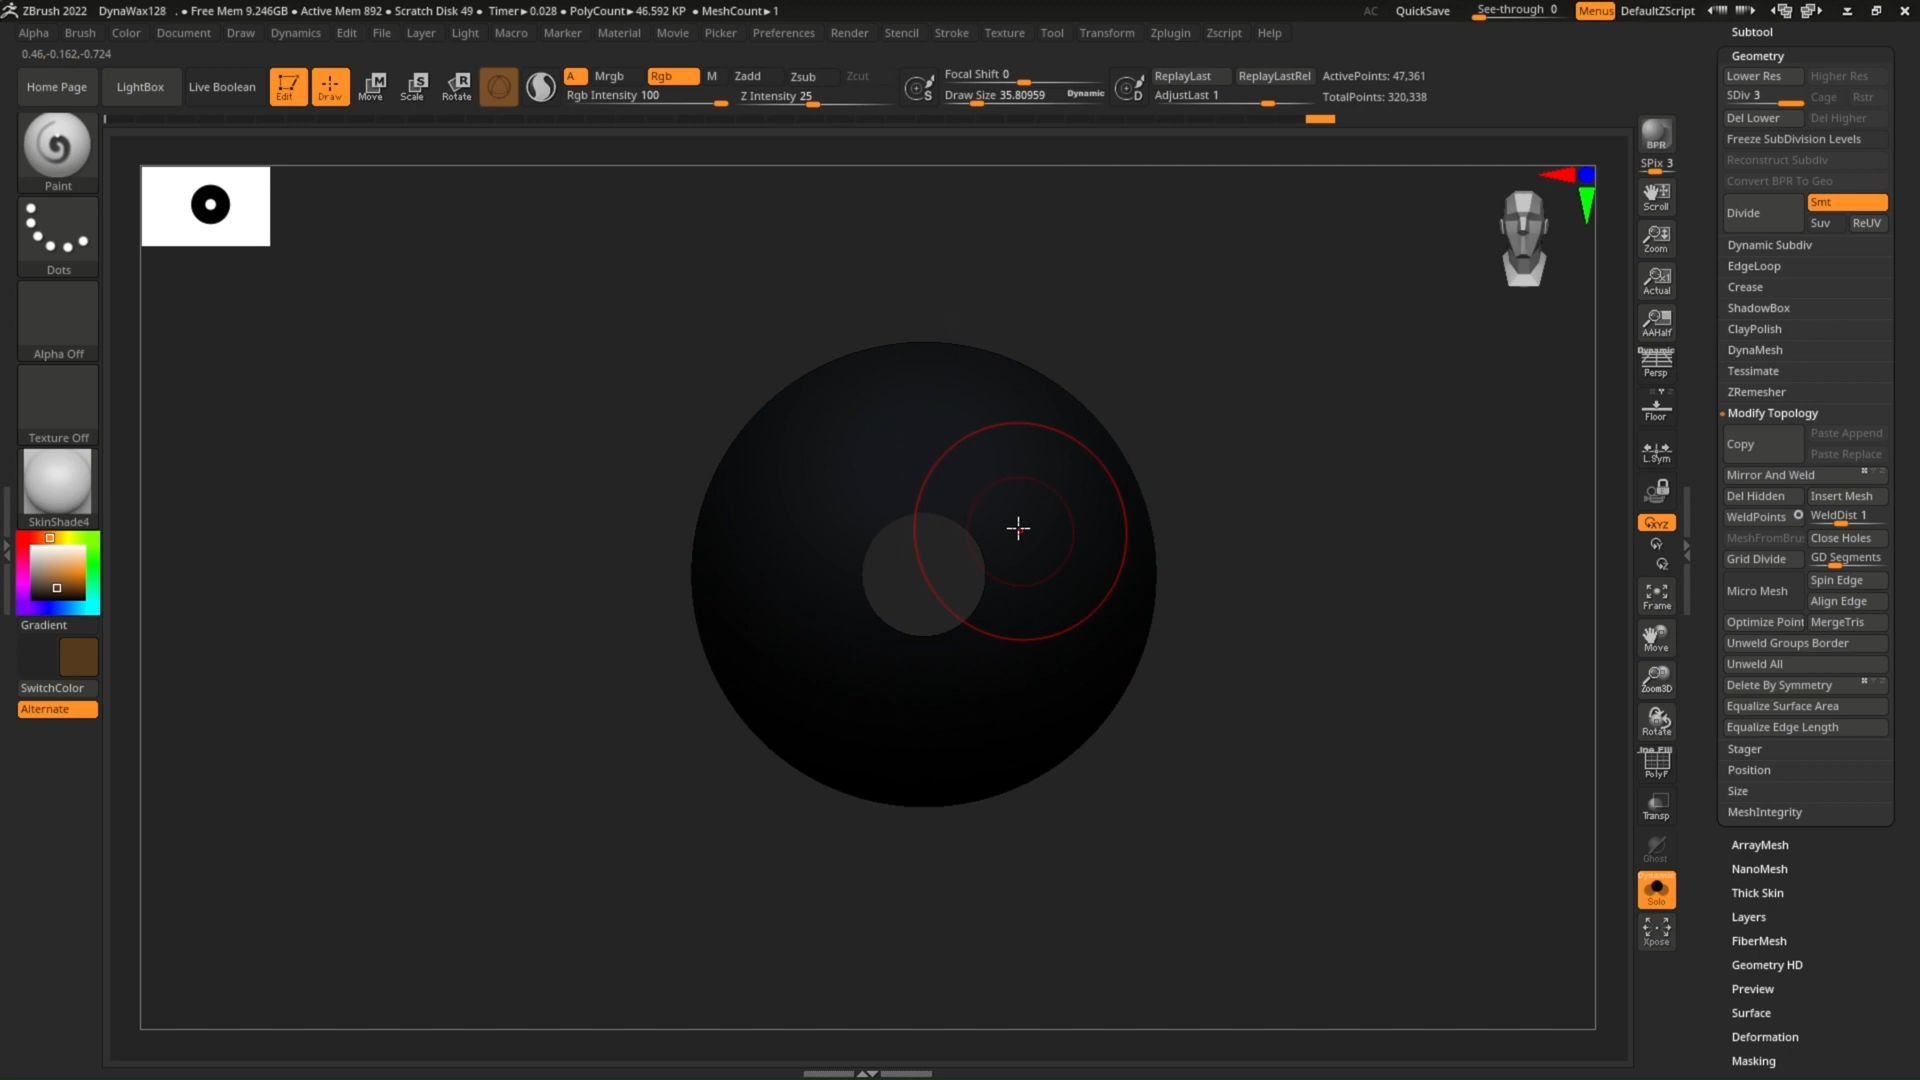 ZBrush 2022 DynaWax128 . ● Free Mem 9.246GB ● Active Mem 892 ● Scratch Disk 49 ● Timer▸0.028 ● PolyCount▸46.592 KP ● MeshCount▸1 AC QuickSave See-through 0 Menus DefaultZScript
Alpha Brush Color Document Draw Dynamics Edit File Layer Light Macro Marker Material Movie Picker Preferences Render Stencil Stroke Texture Tool Transform Zplugin Zscript Help
0.46,-0.162,-0.724
Home Page LightBox Live Boolean Edit Draw Move Scale Rotate
A Mrgb Rgb M Zadd Zsub Zcut
Rgb Intensity 100 Z Intensity 25
S Focal Shift 0
Draw Size 35.80959 Dynamic
D ReplayLast ReplayLastRel ActivePoints: 47,361
AdjustLast 1 TotalPoints: 320,338
Paint
Dots
Alpha Off
Texture Off
SkinShade4
Gradient
SwitchColor
Alternate
BPR
SPix 3
Scroll
Zoom
Actual
AAHalf
Dynamic
Persp
Floor
L.Sym
XYZ
Y
Z
Frame
Move
Zoom3D
Rotate
Line Fill
PolyF
Transp
Ghost
Dynamic
Solo
Xpose
Subtool
Geometry
Lower Res Higher Res
SDiv 3 Cage Rstr
Del Lower Del Higher
Freeze SubDivision Levels
Reconstruct Subdiv
Convert BPR To Geo
Divide Smt
Suv ReUV
Dynamic Subdiv
EdgeLoop
Crease
ShadowBox
ClayPolish
DynaMesh
Tessimate
ZRemesher
Modify Topology
Copy Paste Append
Paste Replace
Mirror And Weld
Del Hidden Insert Mesh
WeldPoints WeldDist 1
MeshFromBru Close Holes
Grid Divide GD Segments
Micro Mesh Spin Edge
Align Edge
Optimize Point MergeTris
Unweld Groups Border
Unweld All
Delete By Symmetry
Equalize Surface Area
Equalize Edge Length
Stager
Position
Size
MeshIntegrity
ArrayMesh
NanoMesh
Thick Skin
Layers
FiberMesh
Geometry HD
Preview
Surface
Deformation
Masking